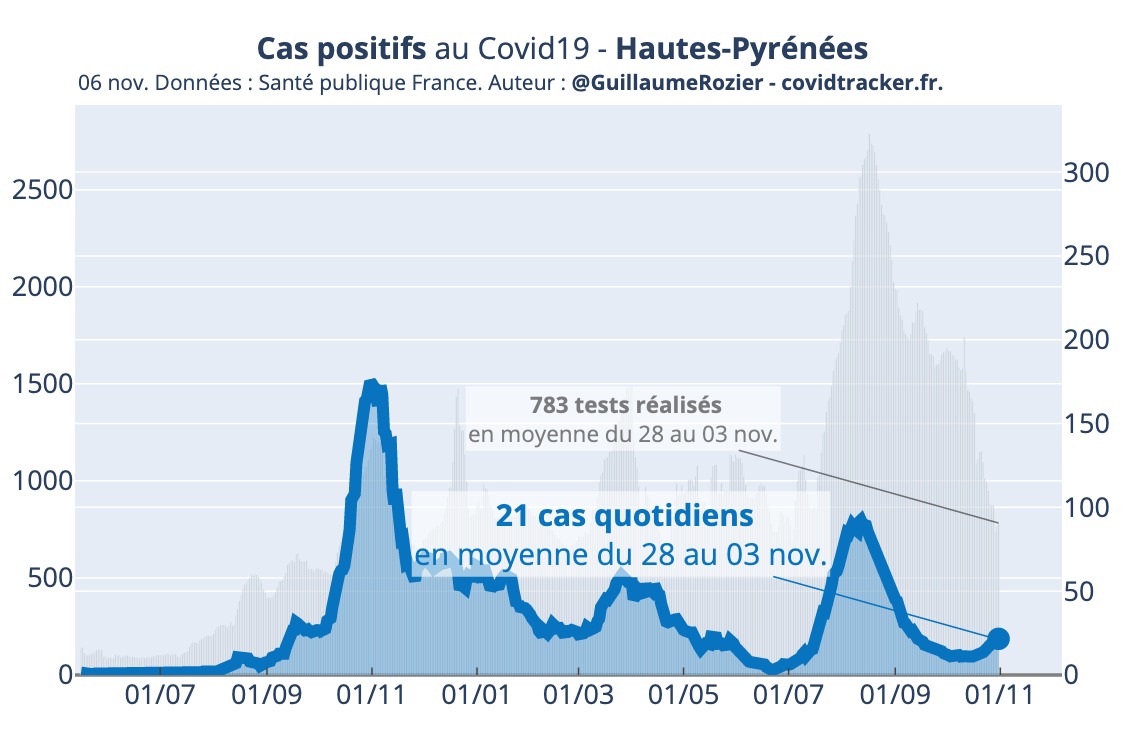 Cas positifs au Covid19 - Hautes-Pyrénées
06 nov. Données : Santé publique France. Auteur : @GuillaumeRozier - covidtracker.fr.
2500
2000
1500
1000
500
0
300
250
200
150
100
50
0
783 tests réalisés
en moyenne du 28 au 03 nov.
21 cas quotidiens
en moyenne du 28 au 03 nov.
01/07 01/09 01/11 01/01 01/03 01/05 01/07 01/09 01/11